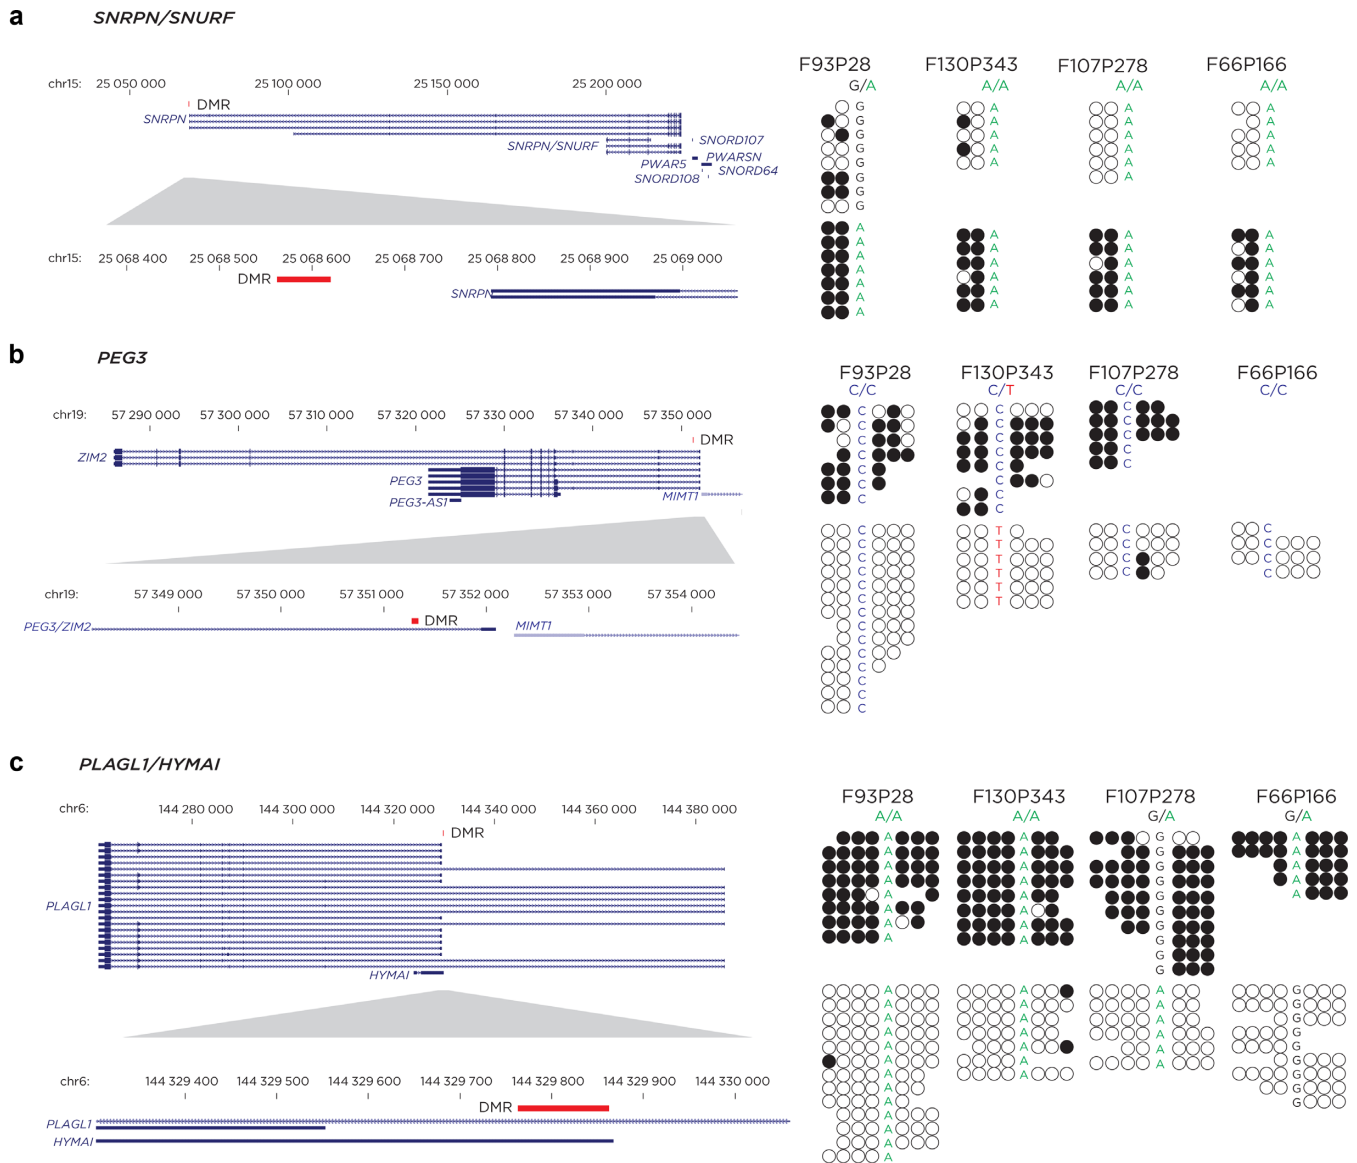 a SNRPN/SNURF
chr15: 25 050 000 25 100 000 25 150 000 25 200 000
DMR
SNRPN
SNRPN/SNURF
SNORD107
PWAR5 PWARSN
SNORD108 SNORD64
chr15: 25 068 400 25 068 500 25 068 600 25 068 700 25 068 800 25 068 900 25 069 000
DMR
SNRPN
F93P28 F130P343 F107P278 F66P166
G/A A/A A/A A/A
G A A A
G A A A
G A A A
G A A A
G A A A
G A
G
G
A A A A
A A A A
A A A A
A A A A
A A A A
A A A A
A
b PEG3
chr19: 57 290 000 57 300 000 57 320 000 57 330 000 57 340 000 57 350 000
DMR
ZIM2
PEG3
PEG3-AS1
MIMT1
chr19: 57 349 000 57 350 000 57 351 000 57 352 000 57 353 000 57 354 000
DMR
PEG3/ZIM2
MIMT1
F93P28 F130P343 F107P278 F66P166
C/C C/T C/C C/C
C C C
C C C
C C C
C C C
C C C
C C
C C
C
C T C C
C T C C
C T C C
C T C C
C T
C T
C
C
C
C
C
C
C
C
c PLAGL1/HYMAI
chr6: 144 280 000 144 300 000 144 320 000 144 340 000 144 360 000 144 380 000
DMR
PLAGL1
HYMAI
chr6: 144 329 400 144 329 500 144 329 600 144 329 700 144 329 800 144 329 900 144 330 000
DMR
PLAGL1
HYMAI
F93P28 F130P343 F107P278 F66P166
A/A A/A G/A G/A
A A G A
A A G A
A A G A
A A G A
A A G A
A A G
A A G
A A G
G
G
A A A G
A A A G
A A A G
A A A G
A A A G
A A A G
A A G
A G
A G
A
A
A
A